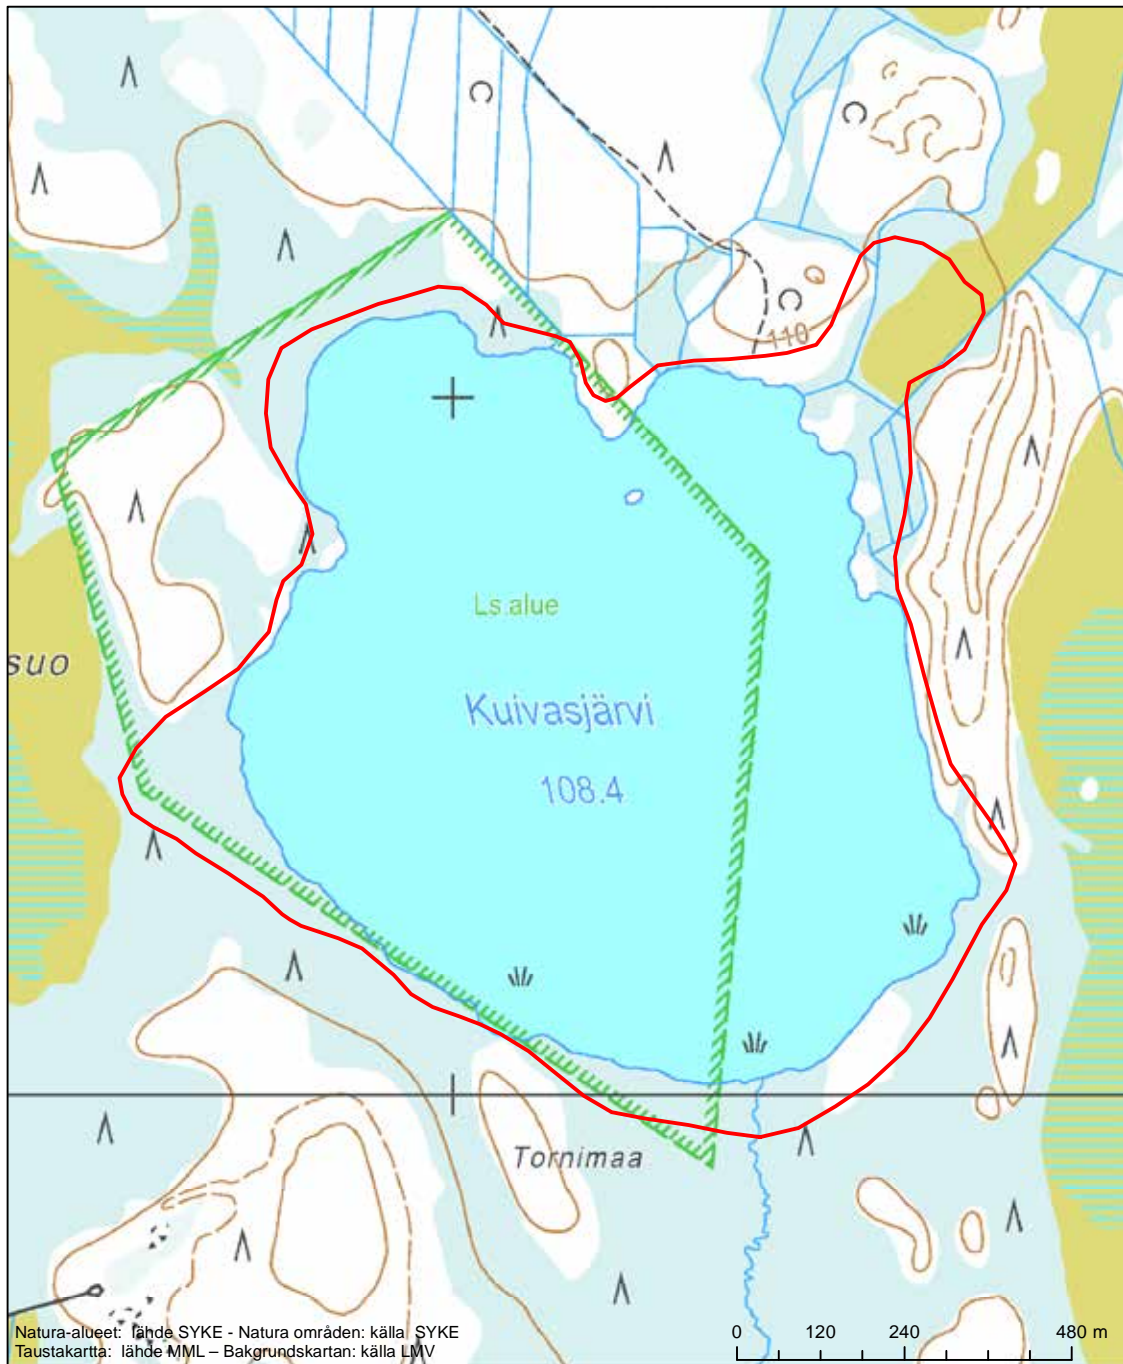 110
Ls.alue
suo
Kuivasjärvi
108.4
Tornimaa
Natura-alueet: lähde SYKE - Natura områden: källa SYKE
Taustakartta: lähde MML – Bakgrundskartan: källa LMV
0 120 240 480 m